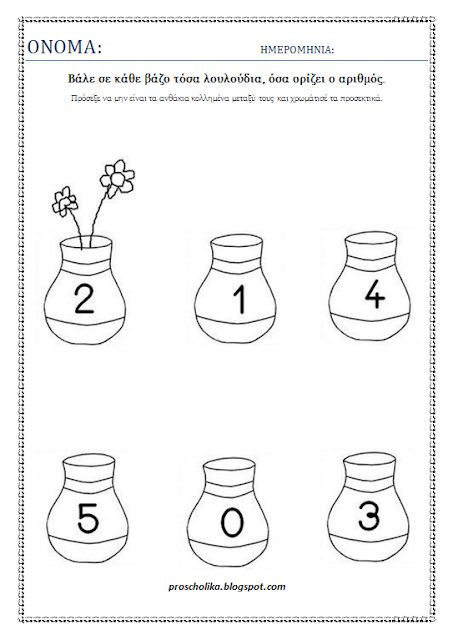 ΟΝΟΜΑ: ΗΜΕΡΟΜΗΝΙΑ:
Βάλε σε κάθε βάζο τόσα λουλούδια, όσα ορίζει ο αριθμός.
Πρόσεξε να μην είναι τα ανθάκια κολλημένα μεταξύ τους και χρωμάτισέ τα προσεκτικά.
2 1 4
5 0 3
proscholika.blogspot.com